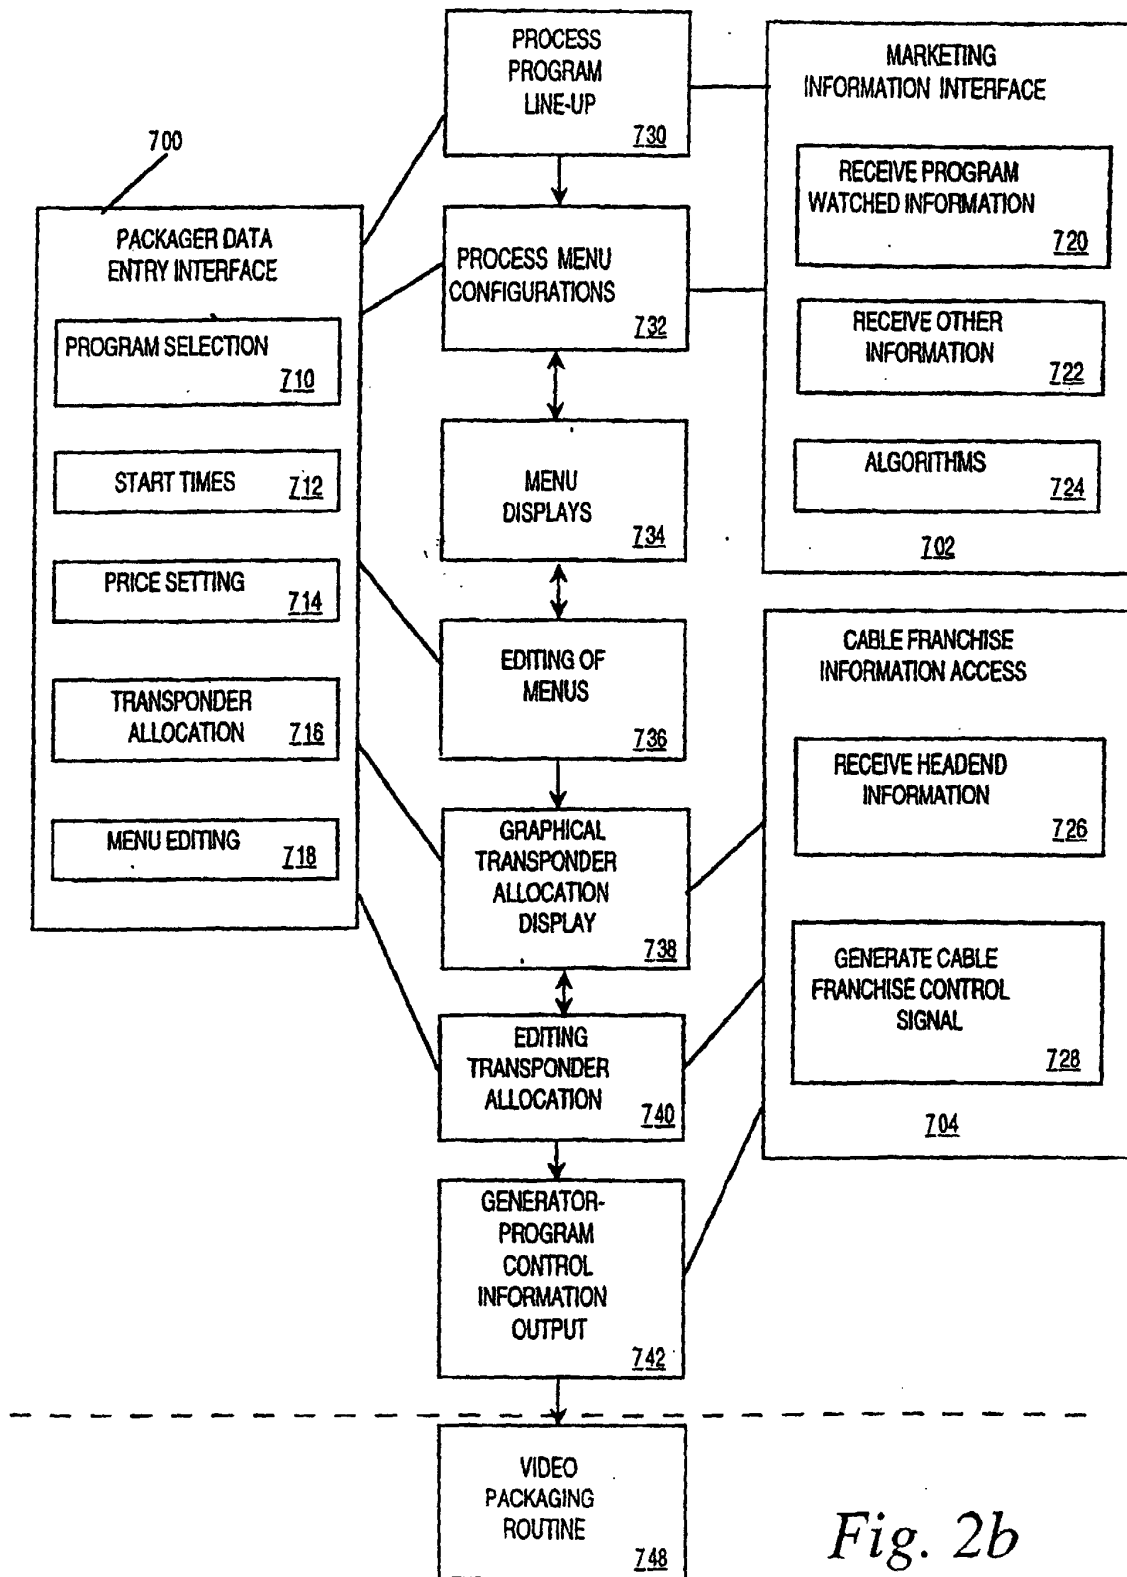 700
PACKAGER DATA
ENTRY INTERFACE
PROGRAM SELECTION
710
START TIMES 712
PRICE SETTING
714
TRANSPONDER
ALLOCATION 716
MENU EDITING
718
PROCESS
PROGRAM
LINE-UP
730
PROCESS MENU
CONFIGURATIONS
732
MENU
DISPLAYS
734
EDITING OF
MENUS
736
GRAPHICAL
TRANSPONDER
ALLOCATION
DISPLAY
738
EDITING
TRANSPONDER
ALLOCATION
740
GENERATOR-
PROGRAM
CONTROL
INFORMATION
OUTPUT
742
VIDEO
PACKAGING
ROUTINE
748
MARKETING
INFORMATION INTERFACE
RECEIVE PROGRAM
WATCHED INFORMATION
720
RECEIVE OTHER
INFORMATION
722
ALGORITHMS
724
702
CABLE FRANCHISE
INFORMATION ACCESS
RECEIVE HEADEND
INFORMATION
726
GENERATE CABLE
FRANCHISE CONTROL
SIGNAL
728
704
Fig. 2b